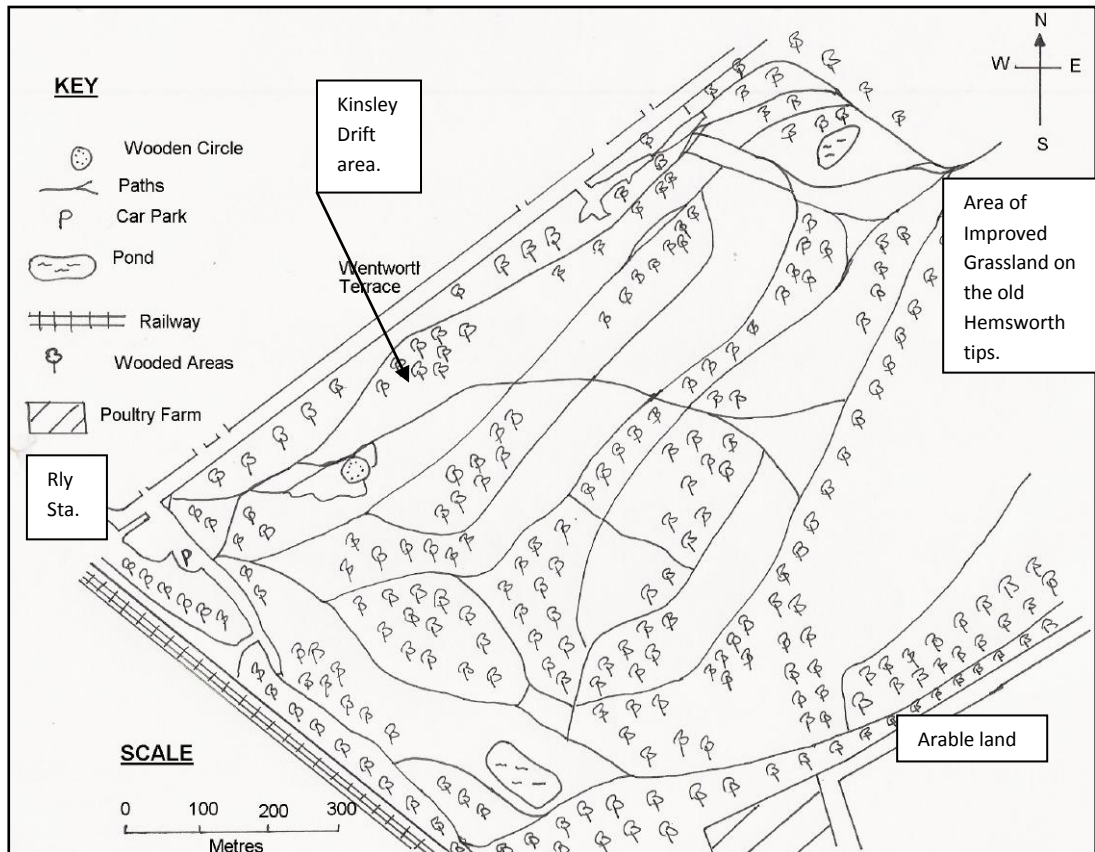 KEY
Wooden Circle
Paths
P
Car Park
Pond
Railway
Wooded Areas
Poultry Farm
Kinsley
Drift
area.
Wentworth
Terrace
N
W
E
S
Area of
Improved
Grassland on
the old
Hemsworth
tips.
Rly
Sta.
P
Arable land
SCALE
0 100 200 300
Metres